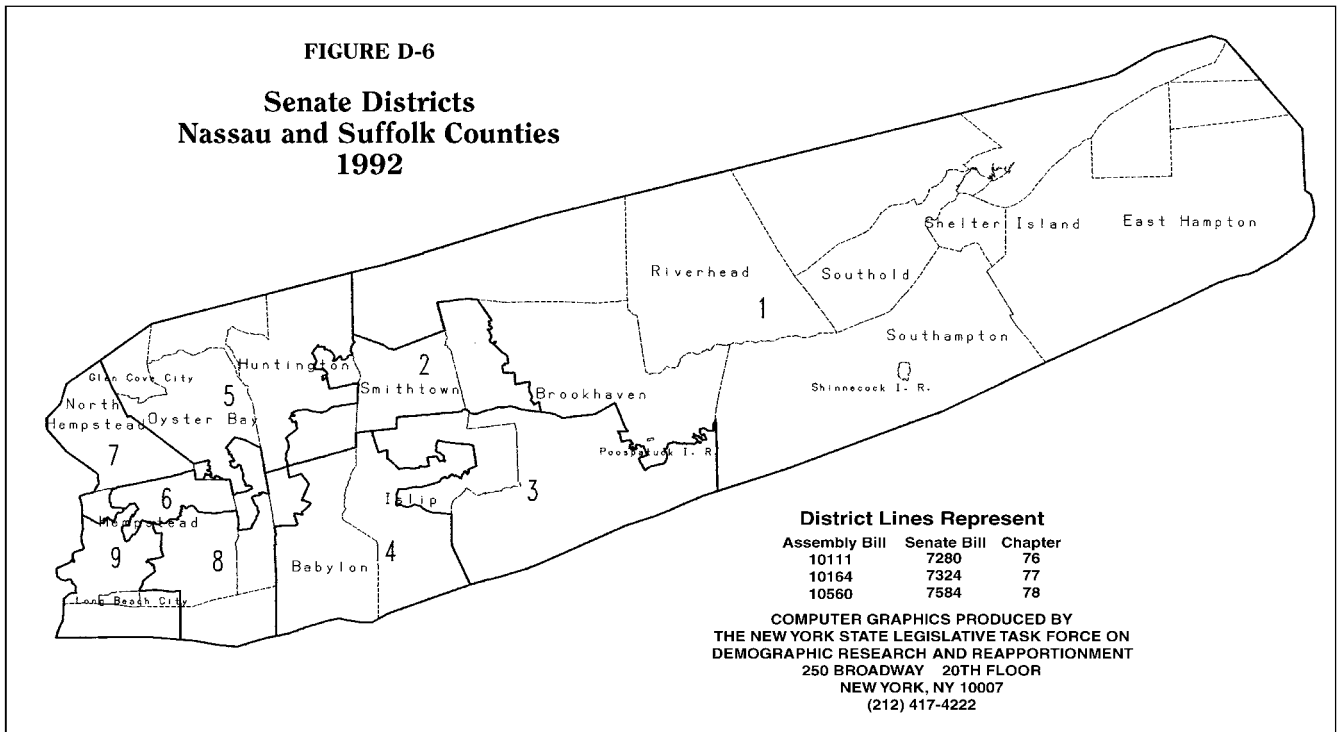 FIGURE D-6
Senate Districts
Nassau and Suffolk Counties
1992
Riverhead
1
Southold
Shelter Island
East Hampton
Southampton
Shinnecock I. R.
Huntington
2
Smithtown
Brookhaven
Glen Cove City
5
North
Hempstead
Oyster Bay
7
Poospatuck I. R.
6
Hempstead
Islip
3
9
8
4
Babylon
Long Beach City
District Lines Represent
Assembly Bill Senate Bill Chapter
10111 7280 76
10164 7324 77
10560 7584 78
COMPUTER GRAPHICS PRODUCED BY
THE NEW YORK STATE LEGISLATIVE TASK FORCE ON
DEMOGRAPHIC RESEARCH AND REAPPORTIONMENT
250 BROADWAY 20TH FLOOR
NEW YORK, NY 10007
(212) 417-4222